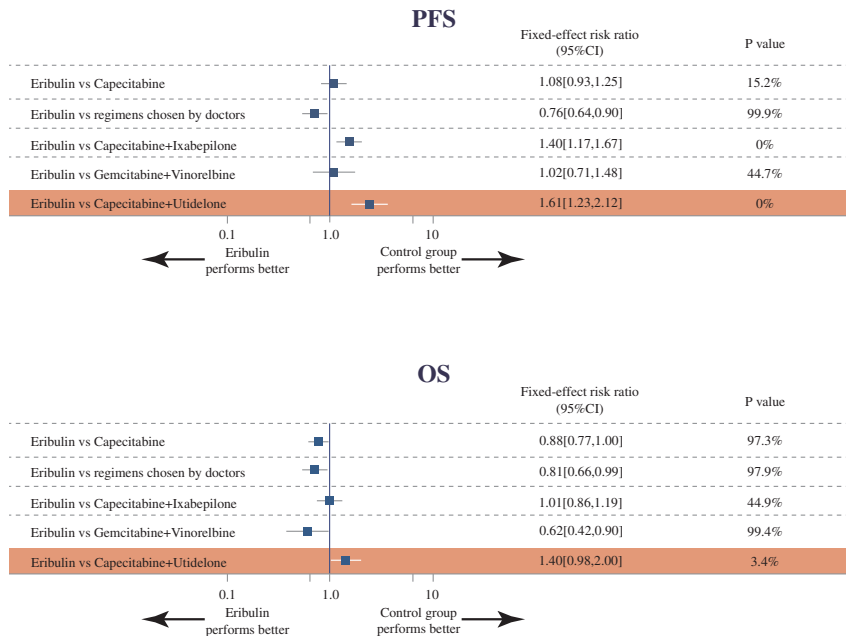 PFS
Fixed-effect risk ratio
(95%CI)
P value
Eribulin vs Capecitabine 1.08[0.93,1.25] 15.2%
Eribulin vs regimens chosen by doctors 0.76[0.64,0.90] 99.9%
Eribulin vs Capecitabine+Ixabepilone 1.40[1.17,1.67] 0%
Eribulin vs Gemcitabine+Vinorelbine 1.02[0.71,1.48] 44.7%
Eribulin vs Capecitabine+Utidelone 1.61[1.23,2.12] 0%
0.1 1.0 10
Eribulin
performs better
Control group
performs better
OS
Fixed-effect risk ratio
(95%CI)
P value
Eribulin vs Capecitabine 0.88[0.77,1.00] 97.3%
Eribulin vs regimens chosen by doctors 0.81[0.66,0.99] 97.9%
Eribulin vs Capecitabine+Ixabepilone 1.01[0.86,1.19] 44.9%
Eribulin vs Gemcitabine+Vinorelbine 0.62[0.42,0.90] 99.4%
Eribulin vs Capecitabine+Utidelone 1.40[0.98,2.00] 3.4%
0.1 1.0 10
Eribulin
performs better
Control group
performs better